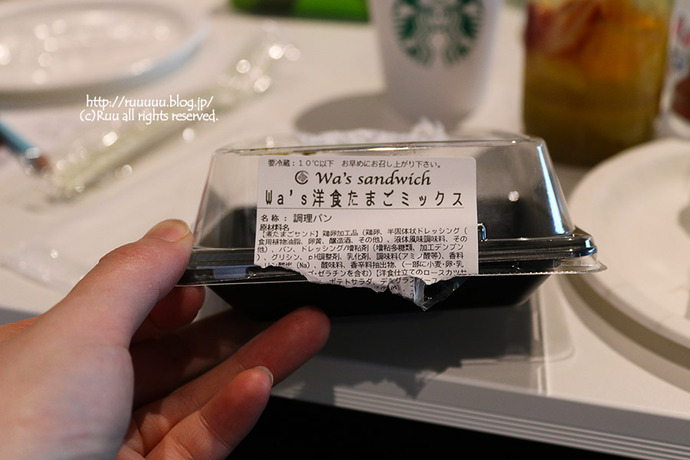 http://ruuuuu.blog.jp/
(C)Ruu all rights reserved.
要冷蔵:10℃以下 お早めにお召し上がり下さい。
Wa's sandwich
Wa's洋食たまごミックス
名称:調理パン
原材料名
【煮たまごサンド】鶏卵加工品(鶏卵、半固体状ドレッシング(
食用植物油脂、卵黄、醸造酒、その他)、液体風味調味料、その
他)、パン、ドレッシング/増粘剤(増粘多糖類、加工デンプン
)、グリシン、pH調整剤、乳化剤、調味料(アミノ酸等)、香料
(Na)、酸味料、香辛料抽出物、(一部に小麦・卵・乳
・ゼラチンを含む)【洋食仕立てのロースカツセ
ポテトサラダ、